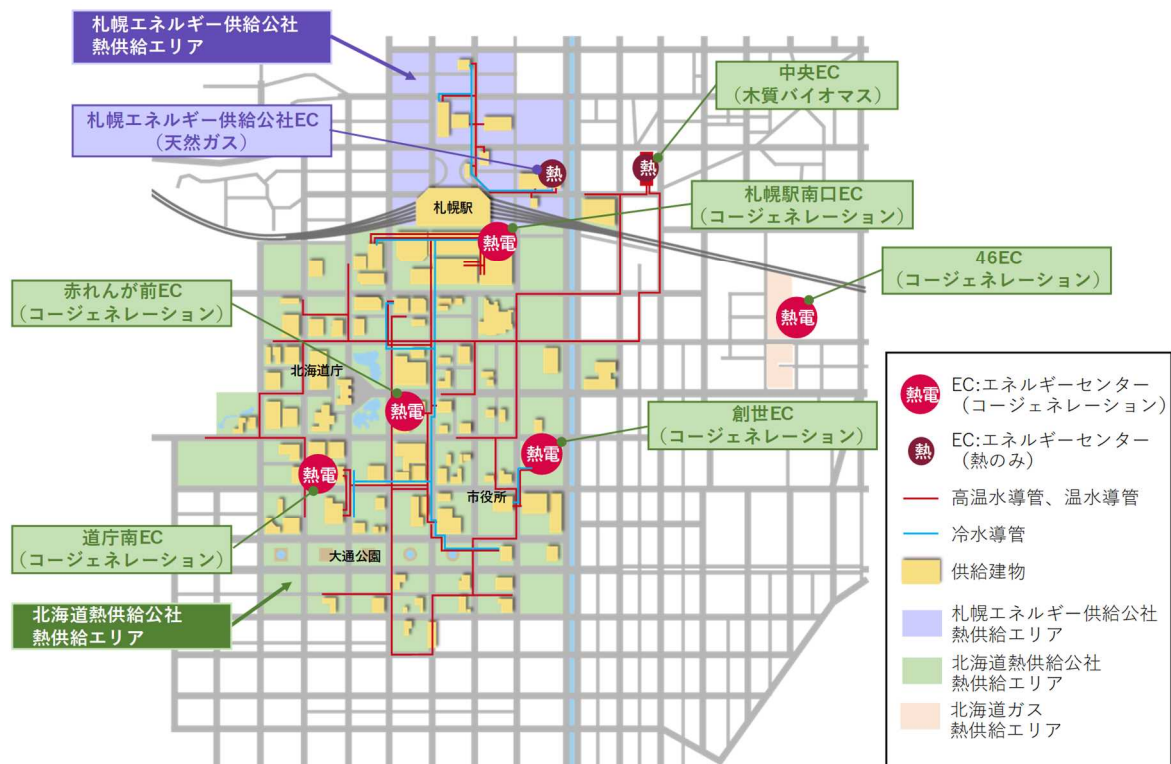 札幌エネルギー供給公社
熱供給エリア
中央EC
(木質バイオマス)
札幌エネルギー供給公社EC
(天然ガス)
熱
熱
札幌駅
札幌駅南口EC
(コージェネレーション)
熱電
46EC
(コージェネレーション)
熱電
赤れんが前EC
(コージェネレーション)
北海道庁
熱電
創世EC
(コージェネレーション)
熱電
熱電
市役所
道庁南EC
(コージェネレーション)
大通公園
北海道熱供給公社
熱供給エリア
熱電
EC:エネルギーセンター
(コージェネレーション)
熱
EC:エネルギーセンター
(熱のみ)
高温水導管、温水導管
冷水導管
供給建物
札幌エネルギー供給公社
熱供給エリア
北海道熱供給公社
熱供給エリア
北海道ガス
熱供給エリア